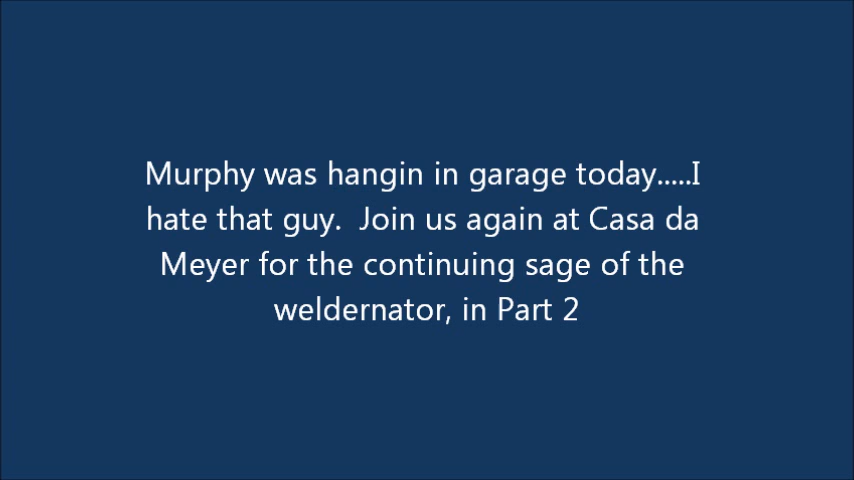 Murphy was hangin in garage today.....I
hate that guy.  Join us again at Casa da
Meyer for the continuing sage of the
weldernator, in Part 2